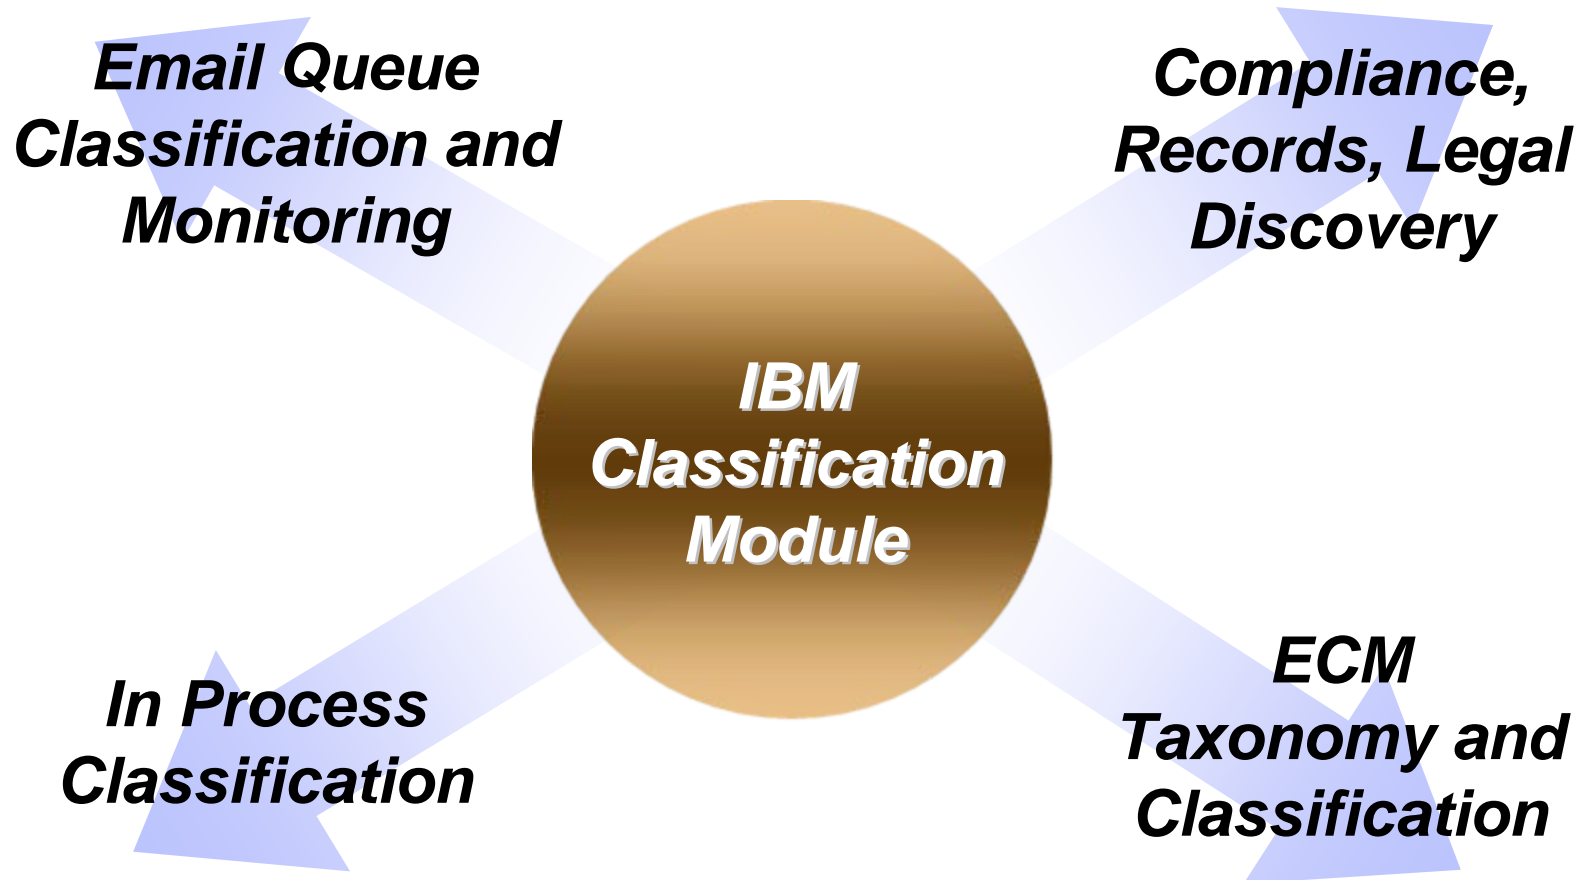 Email Queue
Classification and
Monitoring
Compliance,
Records, Legal
Discovery
IBM
Classification
Module
In Process
Classification
ECM
Taxonomy and
Classification